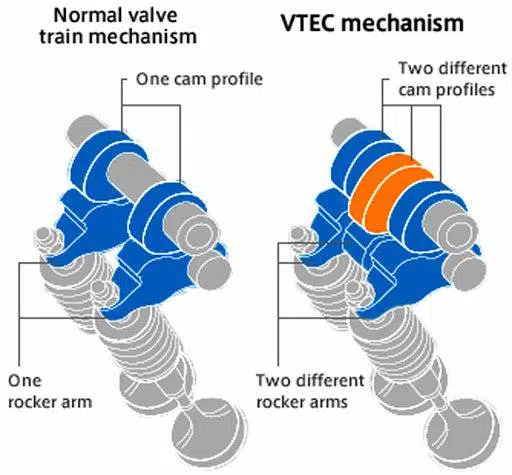 Normal valve
train mechanism
VTEC mechanism
One cam profile
Two different
cam profiles
One
rocker arm
Two different
rocker arms